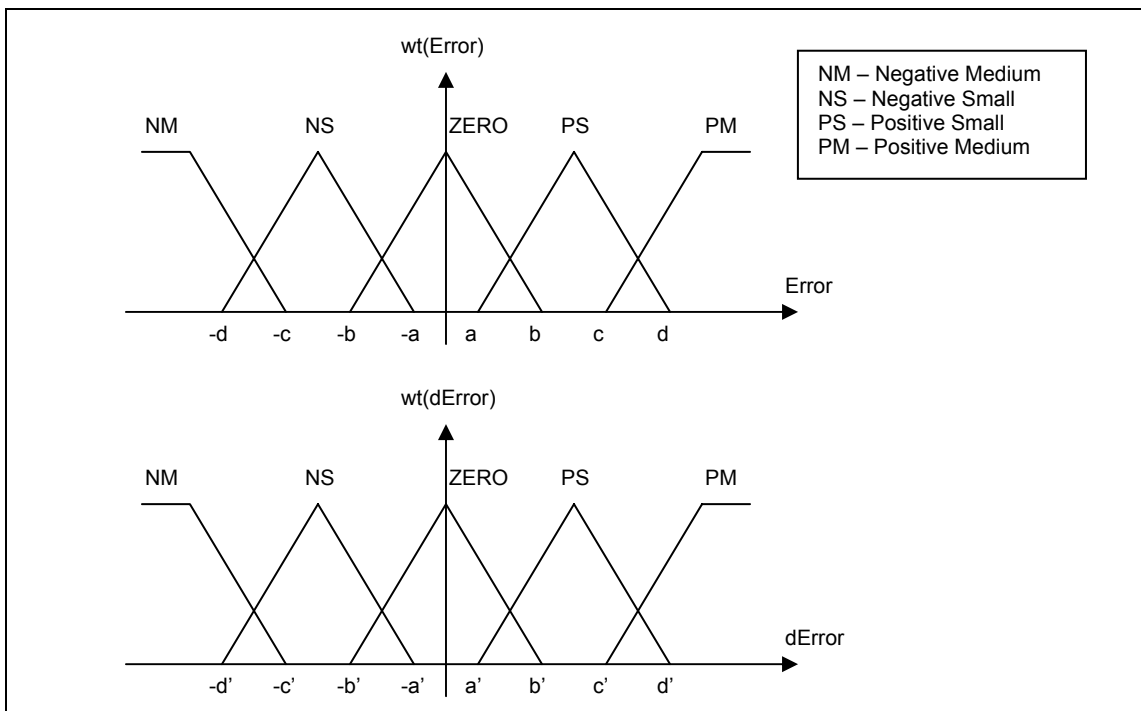 wt(Error)
NM – Negative Medium
NS – Negative Small
PS – Positive Small
PM – Positive Medium
NM NS ZERO PS PM
Error
-d -c -b -a a b c d
wt(dError)
NM NS ZERO PS PM
dError
-d’ -c’ -b’ -a’ a’ b’ c’ d’